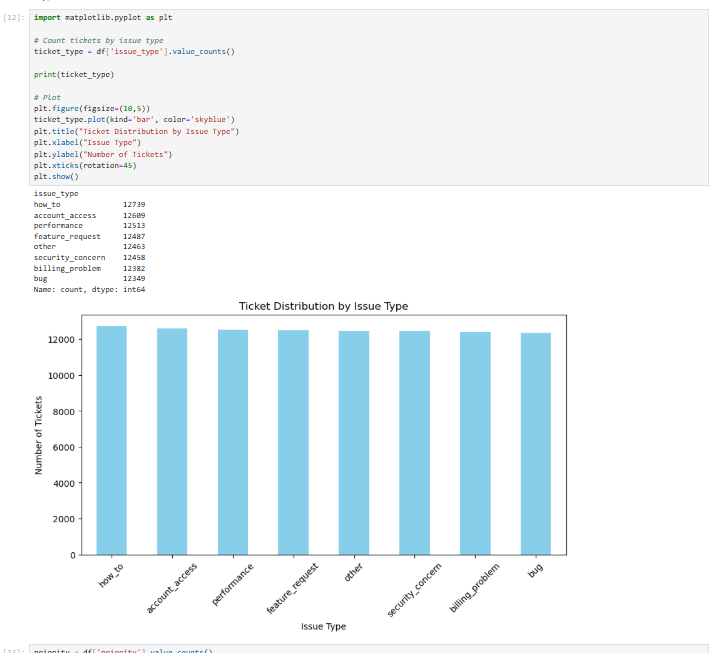 [12]:
import matplotlib.pyplot as plt
# Count tickets by issue type
ticket_type = df['issue_type'].value_counts()
print(ticket_type)
# Plot
plt.figure(figsize=(10,5))
ticket_type.plot(kind='bar', color='skyblue')
plt.title("Ticket Distribution by Issue Type")
plt.xlabel("Issue Type")
plt.ylabel("Number of Tickets")
plt.xticks(rotation=45)
plt.show()
issue_type
how_to 12739
account_access 12609
performance 12513
feature_request 12487
other 12463
security_concern 12458
billing_problem 12382
bug 12349
Name: count, dtype: int64
Ticket Distribution by Issue Type
Number of Tickets
12000
10000
8000
6000
4000
2000
0
how_to
account_access
performance
feature_request
other
security_concern
billing_problem
bug
Issue Type
[13]:
priority = df['priority'].value_counts()